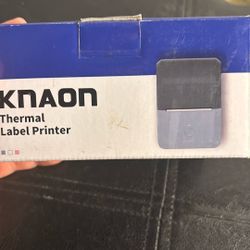 KNAON
Thermal
Label Printer